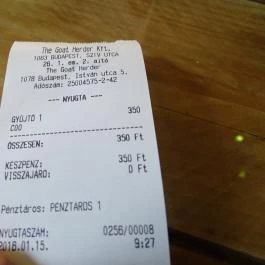 The Goat Herder Kft.
1083 BUDAPEST, SZIV UTCA
26. 1. em. 2. ajtó
The Goat Herder
1078 Budapest, István utca 5.
Adószám: 25004575-2-42
--- NYUGTA ---
GYŰJTŐ 1 350
C00
ÖSSZESEN: 350 Ft
KÉSZPÉNZ: 350 Ft
VISSZAJÁRÓ: 0 Ft
Pénztáros: PÉNZTÁROS 1
NYUGTASZÁM: 0256/00008
2018.01.15. 9:27